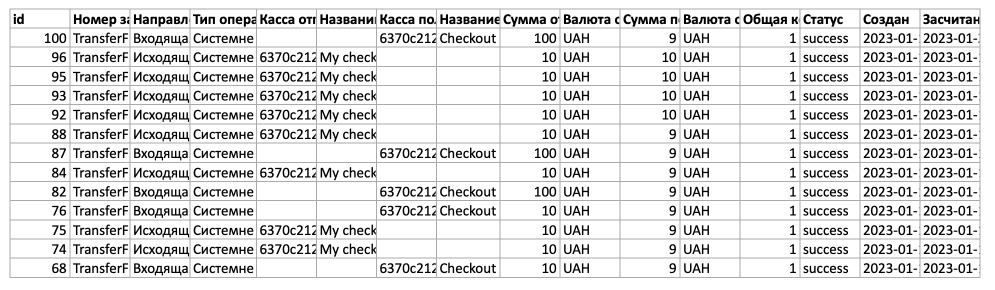 id Номер за Направл Тип опера Касса отп Названи Касса пол Название Сумма от Валюта с Сумма по Валюта с Общая к Статус Создан Засчитан
100 TransferF Входяща Системне 6370c212 Checkout 100 UAH 9 UAH 1 success 2023-01- 2023-01-
96 TransferF Исходящ Системне 6370c212 My check 10 UAH 10 UAH 1 success 2023-01- 2023-01-
95 TransferF Исходящ Системне 6370c212 My check 10 UAH 10 UAH 1 success 2023-01- 2023-01-
93 TransferF Исходящ Системне 6370c212 My check 10 UAH 10 UAH 1 success 2023-01- 2023-01-
92 TransferF Исходящ Системне 6370c212 My check 10 UAH 10 UAH 1 success 2023-01- 2023-01-
88 TransferF Исходящ Системне 6370c212 My check 10 UAH 9 UAH 1 success 2023-01- 2023-01-
87 TransferF Входяща Системне 6370c212 Checkout 100 UAH 9 UAH 1 success 2023-01- 2023-01-
84 TransferF Исходящ Системне 6370c212 My check 10 UAH 9 UAH 1 success 2023-01- 2023-01-
82 TransferF Входяща Системне 6370c212 Checkout 100 UAH 9 UAH 1 success 2023-01- 2023-01-
76 TransferF Входяща Системне 6370c212 Checkout 10 UAH 9 UAH 1 success 2023-01- 2023-01-
75 TransferF Исходящ Системне 6370c212 My check 10 UAH 9 UAH 1 success 2023-01- 2023-01-
74 TransferF Исходящ Системне 6370c212 My check 10 UAH 9 UAH 1 success 2023-01- 2023-01-
68 TransferF Входяща Системне 6370c212 Checkout 10 UAH 9 UAH 1 success 2023-01- 2023-01-